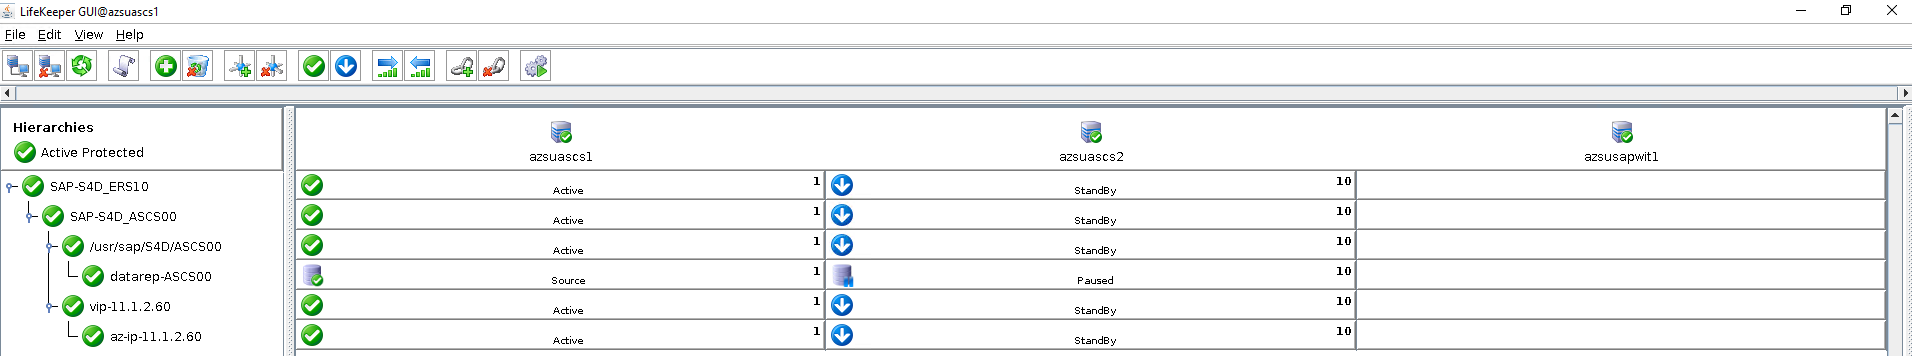 LifeKeeper GUI@azsuascs1
File Edit View Help
Hierarchies
Active Protected
azsuascs1 azsuascs2 azsusapwit1
SAP-S4D_ERS10 Active 1 StandBy 10
SAP-S4D_ASCS00 Active 1 StandBy 10
/usr/sap/S4D/ASCS00 Active 1 StandBy 10
datarep-ASCS00 Source 1 Paused 10
vip-11.1.2.60 Active 1 StandBy 10
az-ip-11.1.2.60 Active 1 StandBy 10